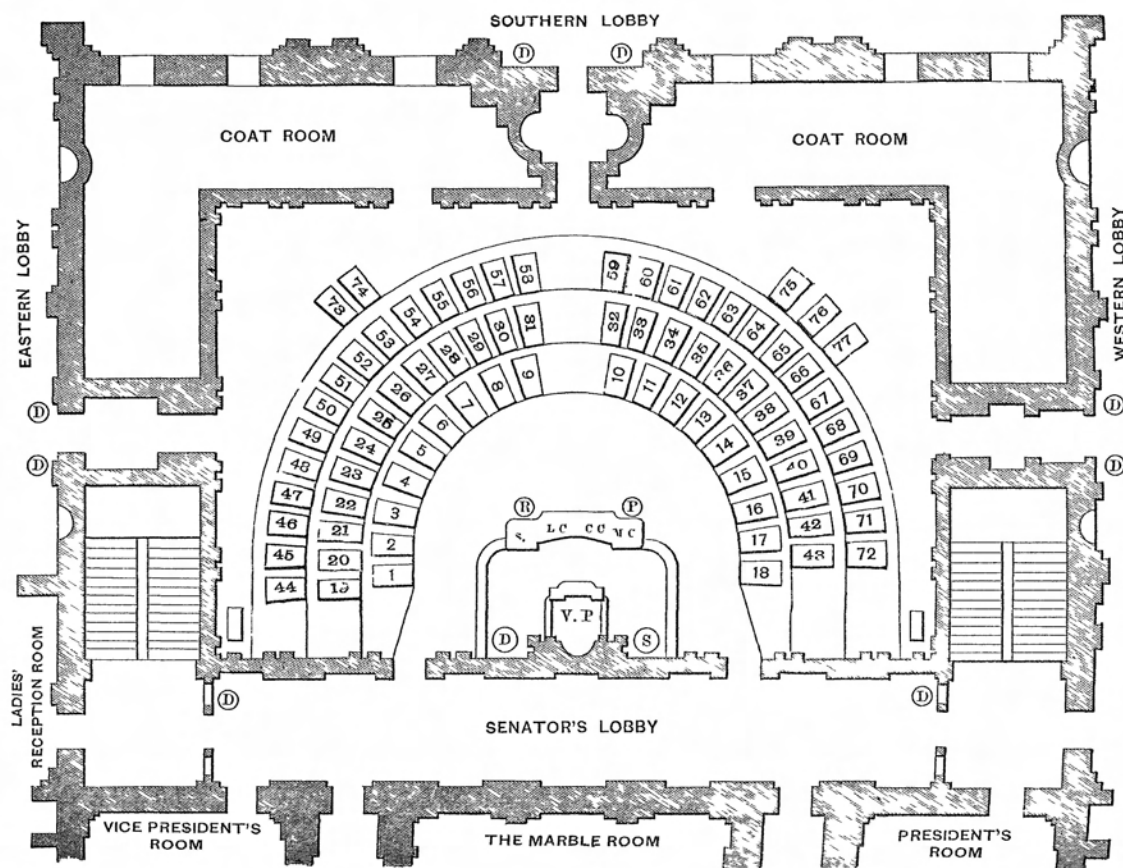 SOUTHERN LOBBY
D
D
COAT ROOM
COAT ROOM
EASTERN LOBBY
WESTERN LOBBY
73 74 75 76 77
44 45 46 47 48 49 50 51 52 53 54 55 56 57 58 59 60 61 62 63 64 65 66 67 68 69 70 71 72
19 20 21 22 23 24 25 26 27 28 29 30 31 32 33 34 35 36 37 38 39 40 41 42 43
1 2 3 4 5 6 7 8 9 10 11 12 13 14 15 16 17 18
D
D
D
D
R
P
S. L C C C M C
V. P
D
S
LADIES'
RECEPTION ROOM
D
D
SENATOR'S LOBBY
VICE PRESIDENT'S
ROOM
THE MARBLE ROOM
PRESIDENT'S
ROOM